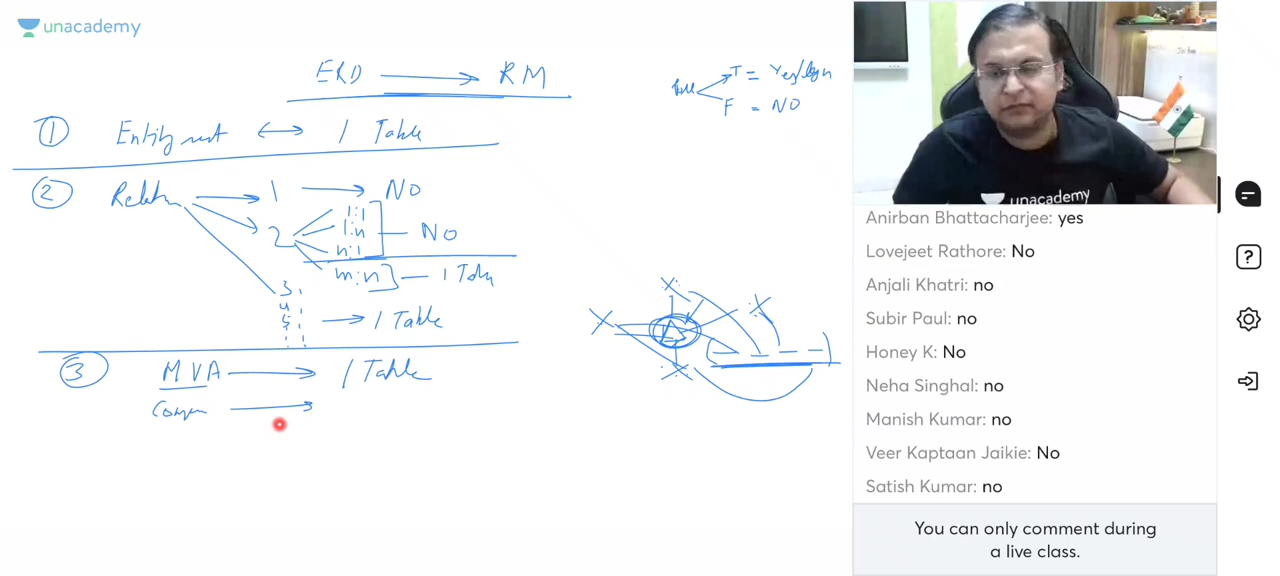 unacademy
ERD → RM
T = Yes/
F = NO
① Entity set ↔ 1 Table
② Relation → 1 → NO
2 1:1
1:n — NO
n:1
m:n — 1 Table
3
4
5 → 1 Table
③ MVA → 1 Table
→
unacademy
Anirban Bhattacharjee: yes
Lovejeet Rathore: No
Anjali Khatri: no
Subir Paul: no
Honey K: No
Neha Singhal: no
Manish Kumar: no
Veer Kaptaan Jaikie: No
Satish Kumar: no
You can only comment during
a live class.